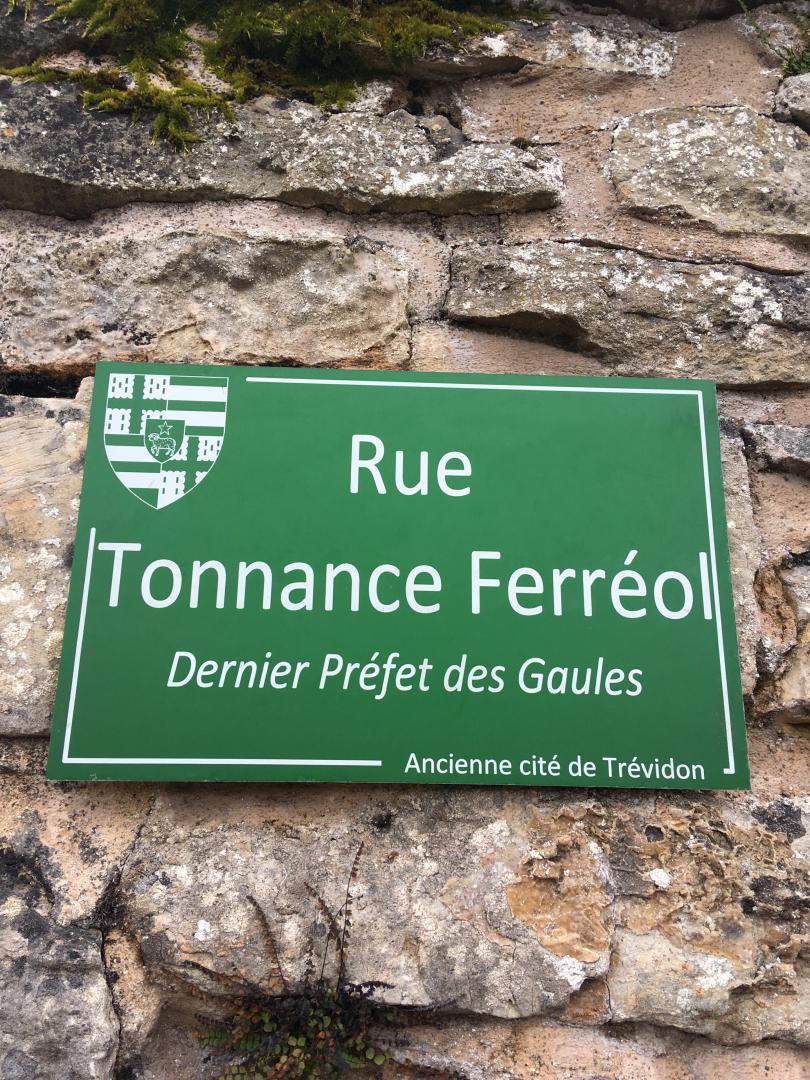 Rue
Tonnance Ferréol
Dernier Préfet des Gaules
Ancienne cité de Trévidon